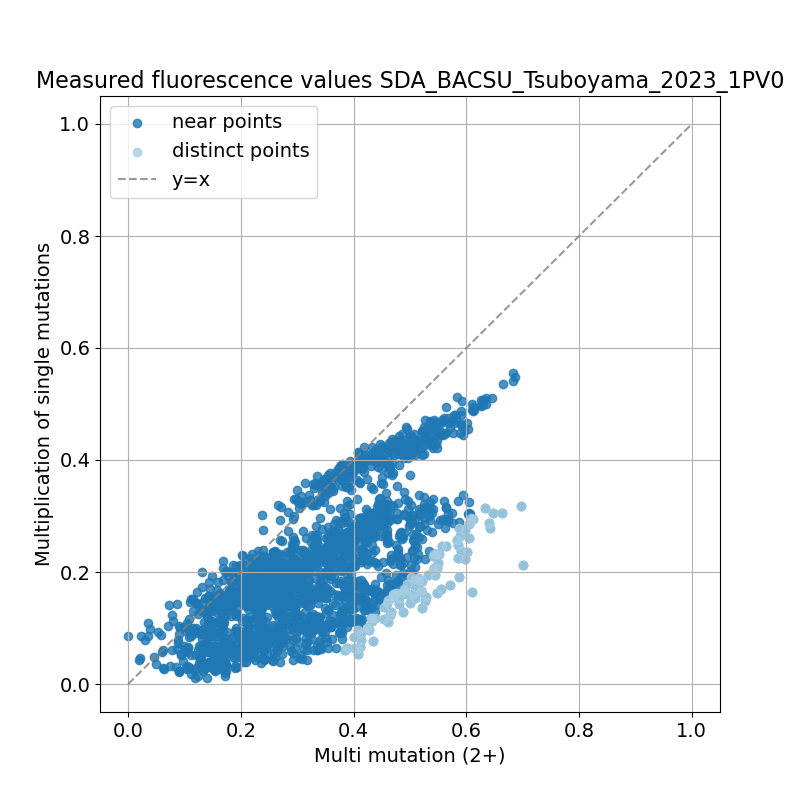 Measured fluorescence values SDA_BACSU_Tsuboyama_2023_1PV0
near points
distinct points
y=x
1.0
0.8
0.6
0.4
0.2
0.0
Multiplication of single mutations
0.0 0.2 0.4 0.6 0.8 1.0
Multi mutation (2+)